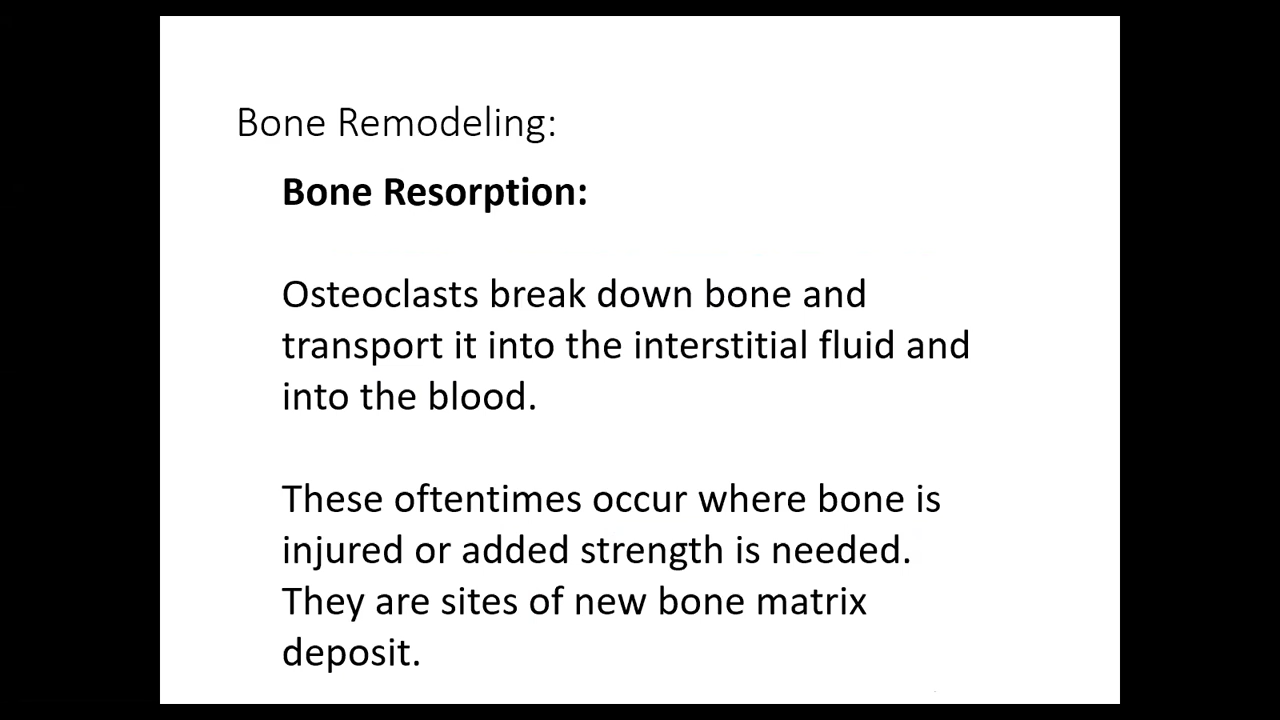 Bone Remodeling:
Bone Resorption:
Osteoclasts break down bone and
transport it into the interstitial fluid and
into the blood.
These oftentimes occur where bone is
injured or added strength is needed.
They are sites of new bone matrix
deposit.